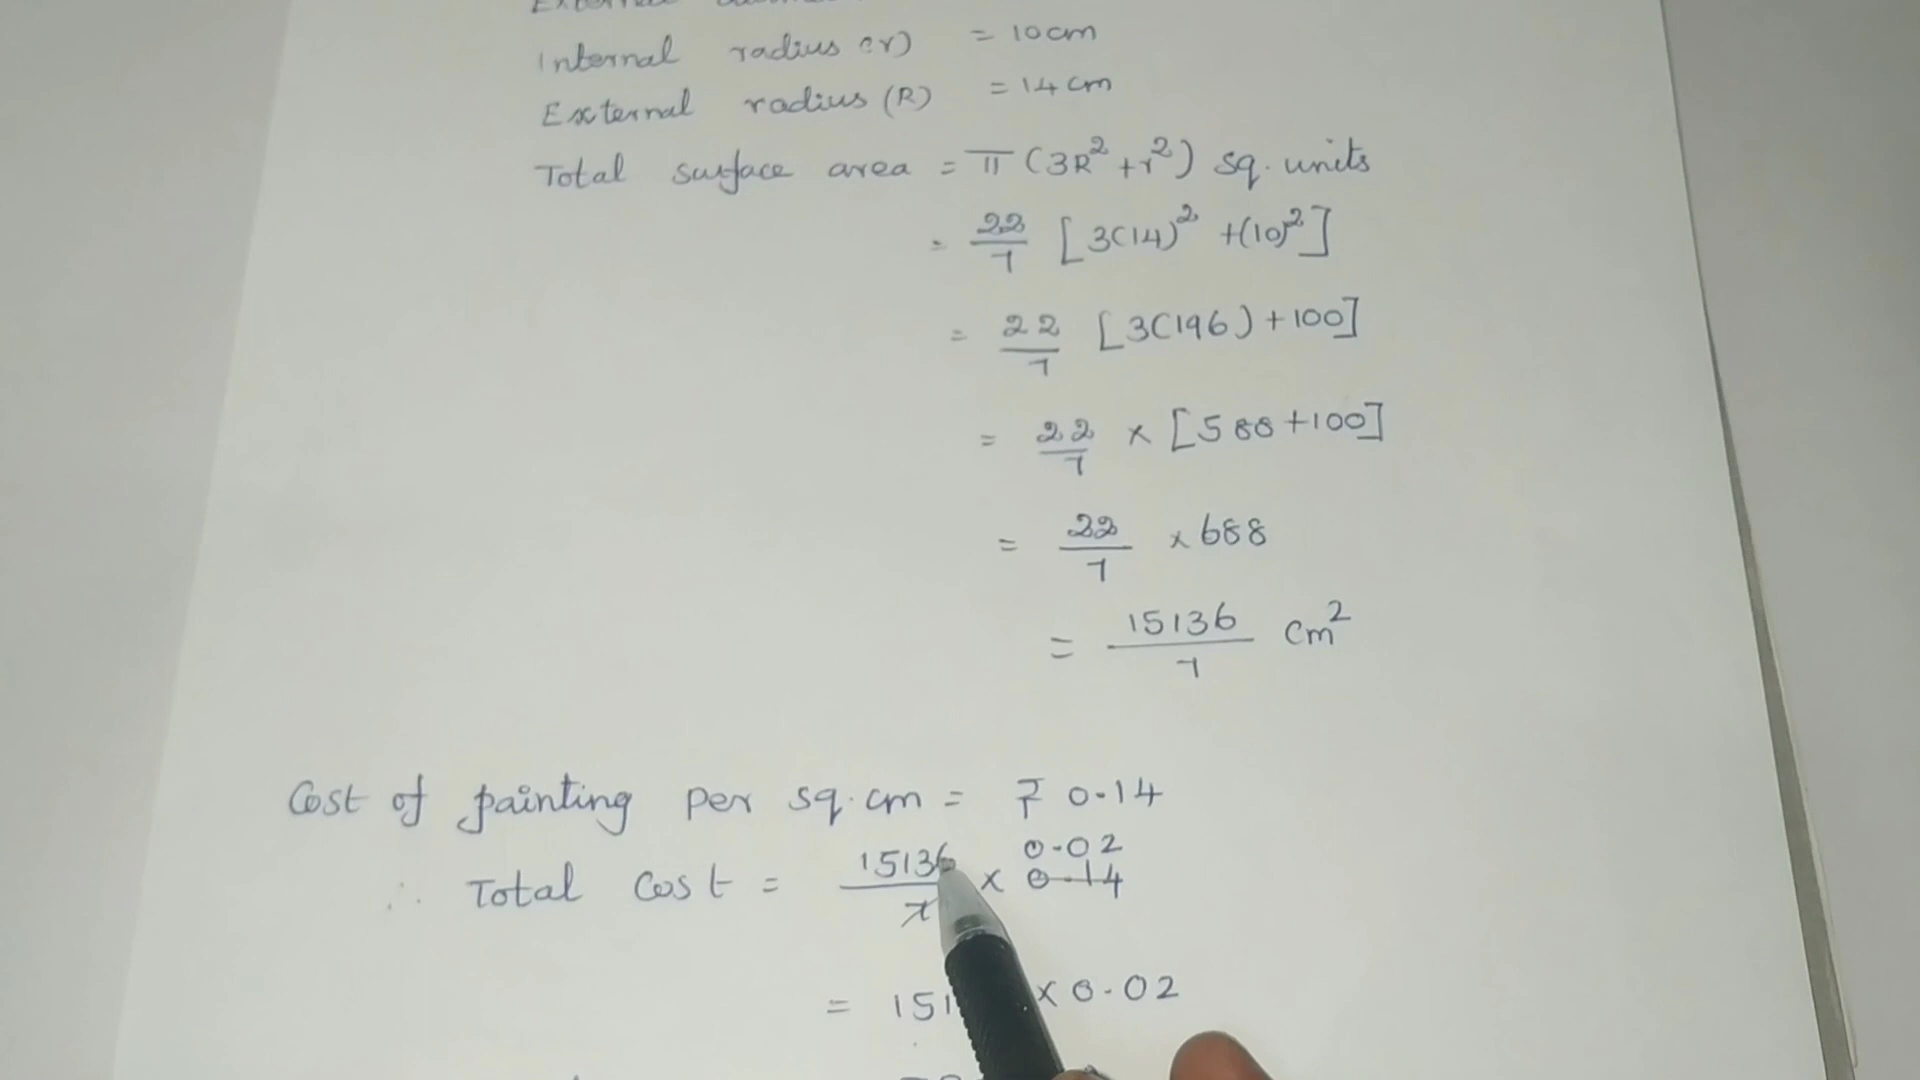 Internal radius (r) = 10cm
External radius (R) = 14 cm
Total surface area = π (3R² + r²) sq. units
= 22/7 [3(14)² + (10)²]
= 22/7 [3(196) + 100]
= 22/7 × [588 + 100]
= 22/7 × 688
= 15136/7 cm²
Cost of painting per sq.cm = ₹ 0.14
0.02
∴ Total cost = 15136/7 × 0.14
= 151 × 0.02